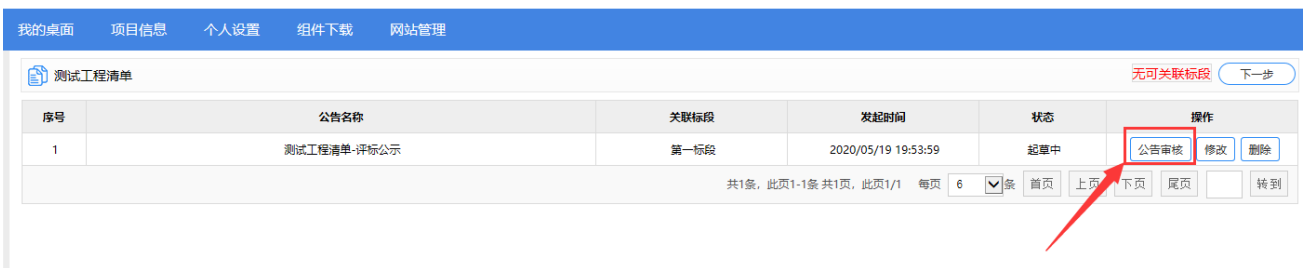 我的桌面 项目信息 个人设置 组件下载 网站管理
测试工程清单 无可关联标段 下一步
序号 公告名称 关联标段 发起时间 状态 操作
1 测试工程清单-评标公示 第一标段 2020/05/19 19:53:59 起草中 公告审核 修改 删除
共1条，此页1-1条 共1页，此页1/1 每页 6 条 首页 上页 下页 尾页 转到